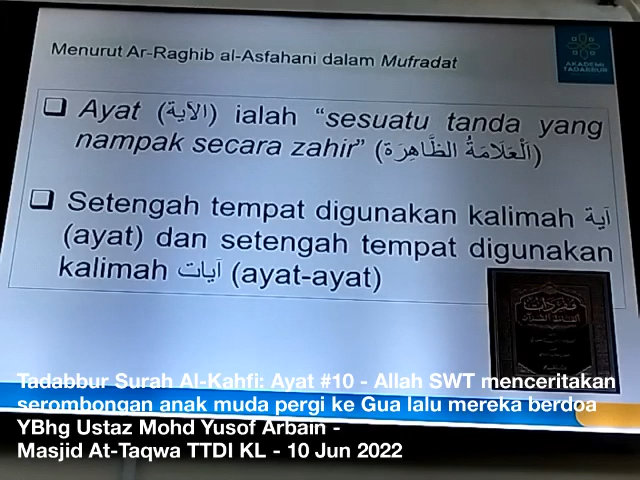 Menurut Ar-Raghib al-Asfahani dalam Mufradat
AKADEMI
TADABBUR
❑ Ayat (الآية) ialah “sesuatu tanda yang
nampak secara zahir” (اَلْعَلَامَةُ الظَّاهِرَة)
❑ Setengah tempat digunakan kalimah آية
(ayat) dan setengah tempat digunakan
kalimah آيات (ayat-ayat)
مفردات
Tadabbur Surah Al-Kahfi: Ayat #10 - Allah SWT menceritakan
serombongan anak muda pergi ke Gua lalu mereka berdoa
YBhg Ustaz Mohd Yusof Arbain -
Masjid At-Taqwa TTDI KL - 10 Jun 2022